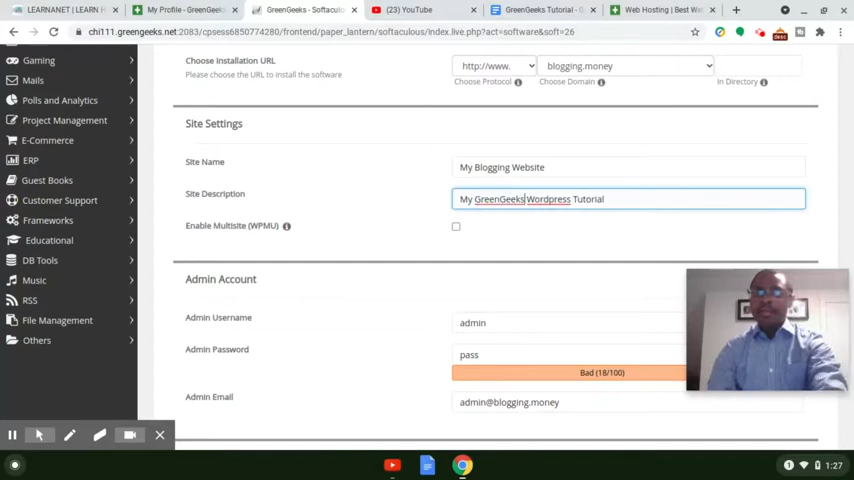 LEARNANET | LEARN H
My Profile - GreenGeeks
GreenGeeks - Softaculo
(23) YouTube
GreenGeeks Tutorial - G
Web Hosting | Best We
chi111.greengeeks.net:2083/cpsess6850774280/frontend/paper_lantern/softaculous/index.live.php?act=software&soft=26
Gaming
Mails
Polls and Analytics
Project Management
E-Commerce
ERP
Guest Books
Customer Support
Frameworks
Educational
DB Tools
Music
RSS
File Management
Others
Choose Installation URL
Please choose the URL to install the software
http://www.
blogging.money
Choose Protocol
Choose Domain
In Directory
Site Settings
Site Name
My Blogging Website
Site Description
My GreenGeeks Wordpress Tutorial
Enable Multisite (WPMU)
Admin Account
Admin Username
admin
Admin Password
pass
Bad (18/100)
Admin Email
admin@blogging.money
1:27